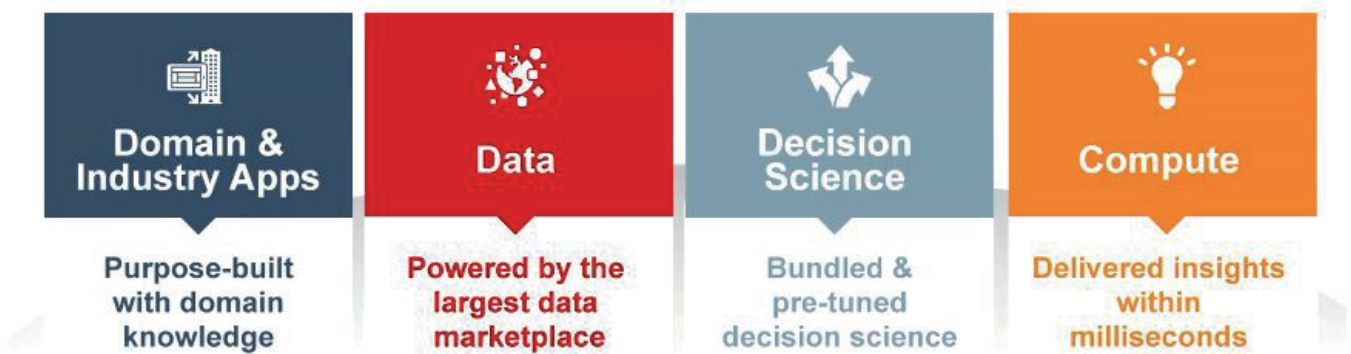 Domain &
Industry Apps
Purpose-built
with domain
knowledge
Data
Powered by the
largest data
marketplace
Decision
Science
Bundled &
pre-tuned
decision science
Compute
Delivered insights
within
milliseconds